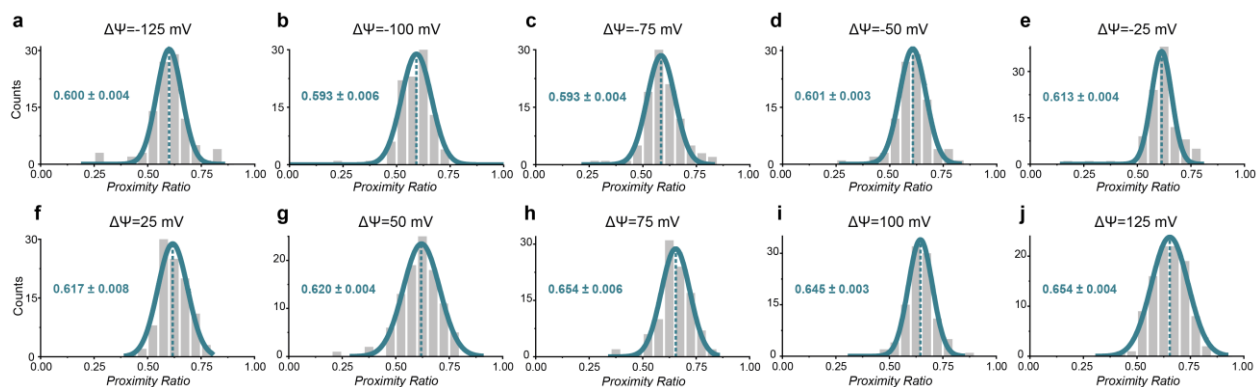 a ΔΨ=-125 mV
30
15
0
Counts
0.600 ± 0.004
0.00 0.25 0.50 0.75 1.00
Proximity Ratio
b ΔΨ=-100 mV
30
15
0
0.593 ± 0.006
0.00 0.25 0.50 0.75 1.00
Proximity Ratio
c ΔΨ=-75 mV
30
15
0
0.593 ± 0.004
0.00 0.25 0.50 0.75 1.00
Proximity Ratio
d ΔΨ=-50 mV
30
15
0
0.601 ± 0.003
0.00 0.25 0.50 0.75 1.00
Proximity Ratio
e ΔΨ=-25 mV
30
15
0
0.613 ± 0.004
0.00 0.25 0.50 0.75 1.00
Proximity Ratio
f ΔΨ=25 mV
30
15
0
Counts
0.617 ± 0.008
0.00 0.25 0.50 0.75 1.00
Proximity Ratio
g ΔΨ=50 mV
20
10
0
0.620 ± 0.004
0.00 0.25 0.50 0.75 1.00
Proximity Ratio
h ΔΨ=75 mV
30
15
0
0.654 ± 0.006
0.00 0.25 0.50 0.75 1.00
Proximity Ratio
i ΔΨ=100 mV
30
15
0
0.645 ± 0.003
0.00 0.25 0.50 0.75 1.00
Proximity Ratio
j ΔΨ=125 mV
20
10
0
0.654 ± 0.004
0.00 0.25 0.50 0.75 1.00
Proximity Ratio